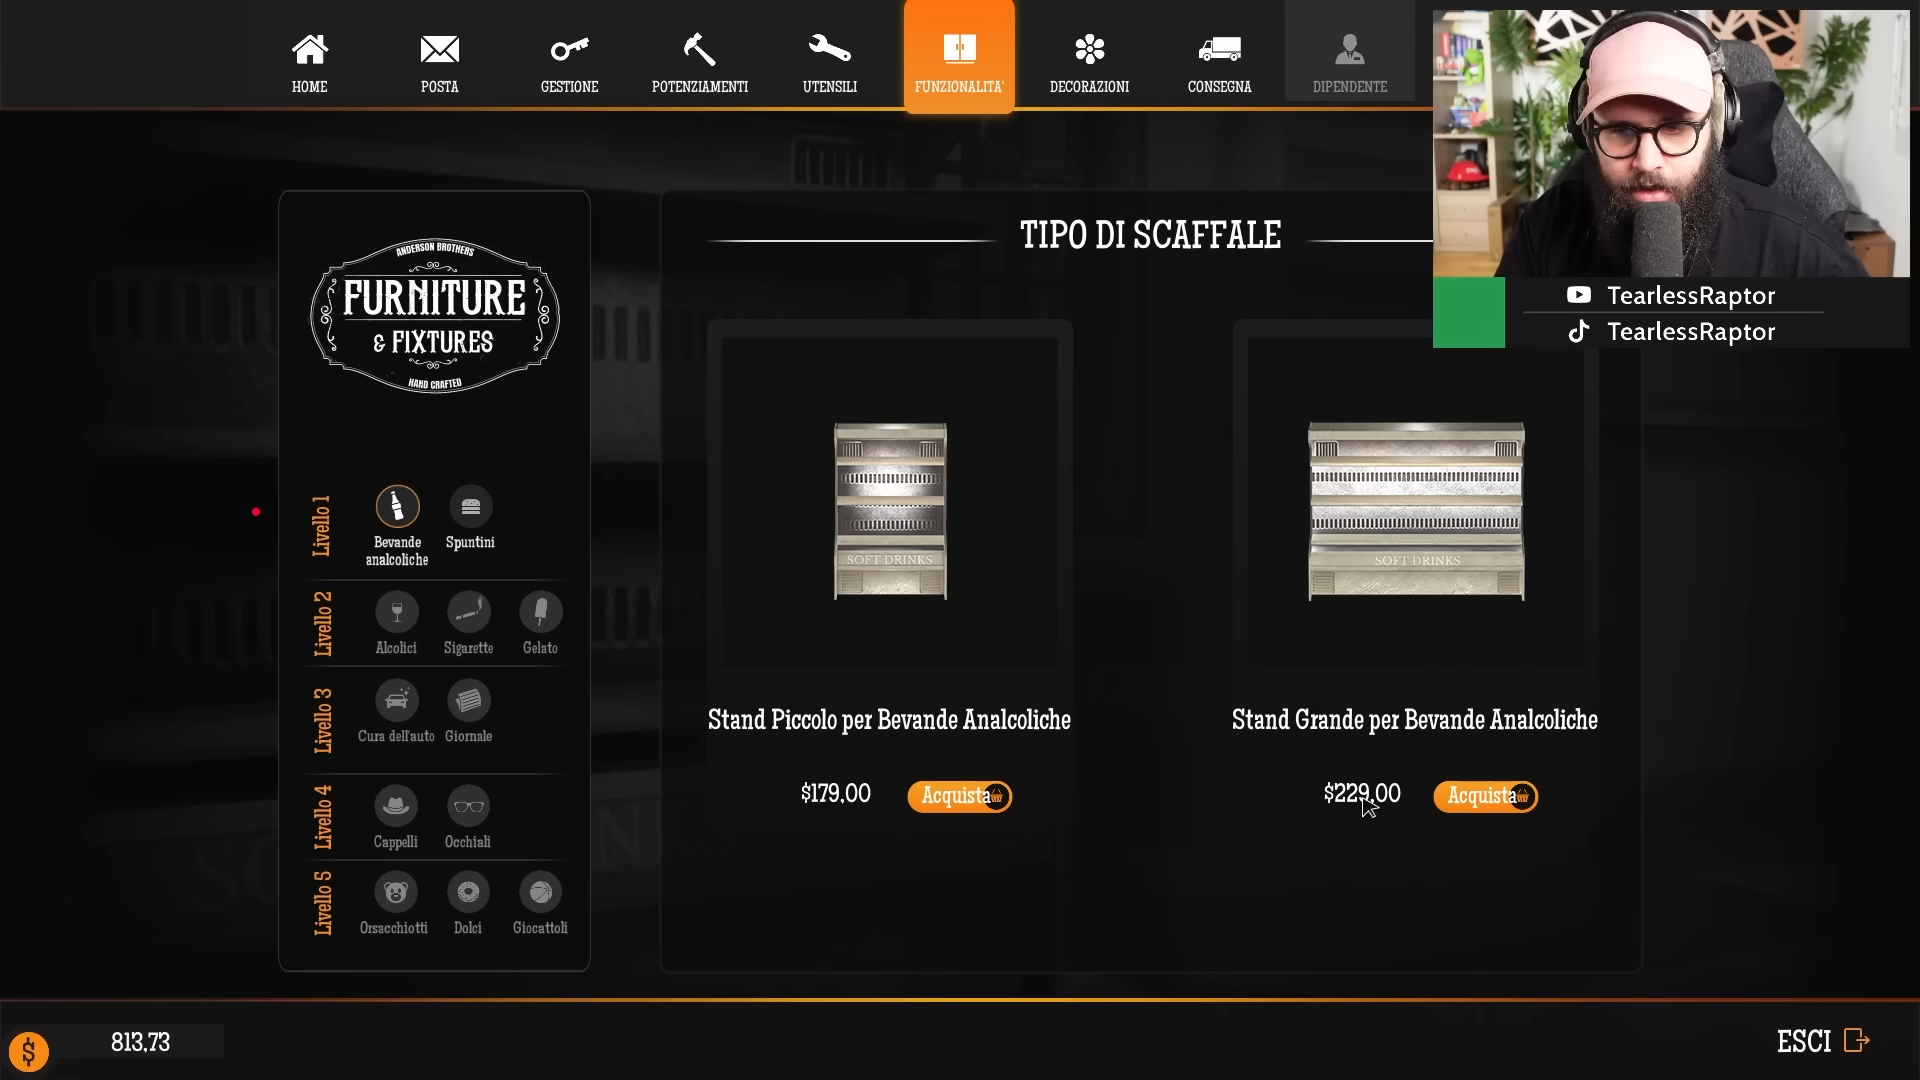 HOME
POSTA
GESTIONE
POTENZIAMENTI
UTENSILI
FUNZIONALITA'
DECORAZIONI
CONSEGNA
DIPENDENTE
TearlessRaptor
TearlessRaptor
ANDERSON BROTHERS
FURNITURE
& FIXTURES
HAND CRAFTED
TIPO DI SCAFFALE
Livello 1
Bevande
analcoliche
Spuntini
Livello 2
Alcolici
Sigarette
Gelato
Livello 3
Cura dell'auto
Giornale
Livello 4
Cappelli
Occhiali
Livello 5
Orsacchiotti
Dolci
Giocattoli
SOFT DRINKS
Stand Piccolo per Bevande Analcoliche
$179,00
Acquista
SOFT DRINKS
Stand Grande per Bevande Analcoliche
$229,00
Acquista
813,73
ESCI